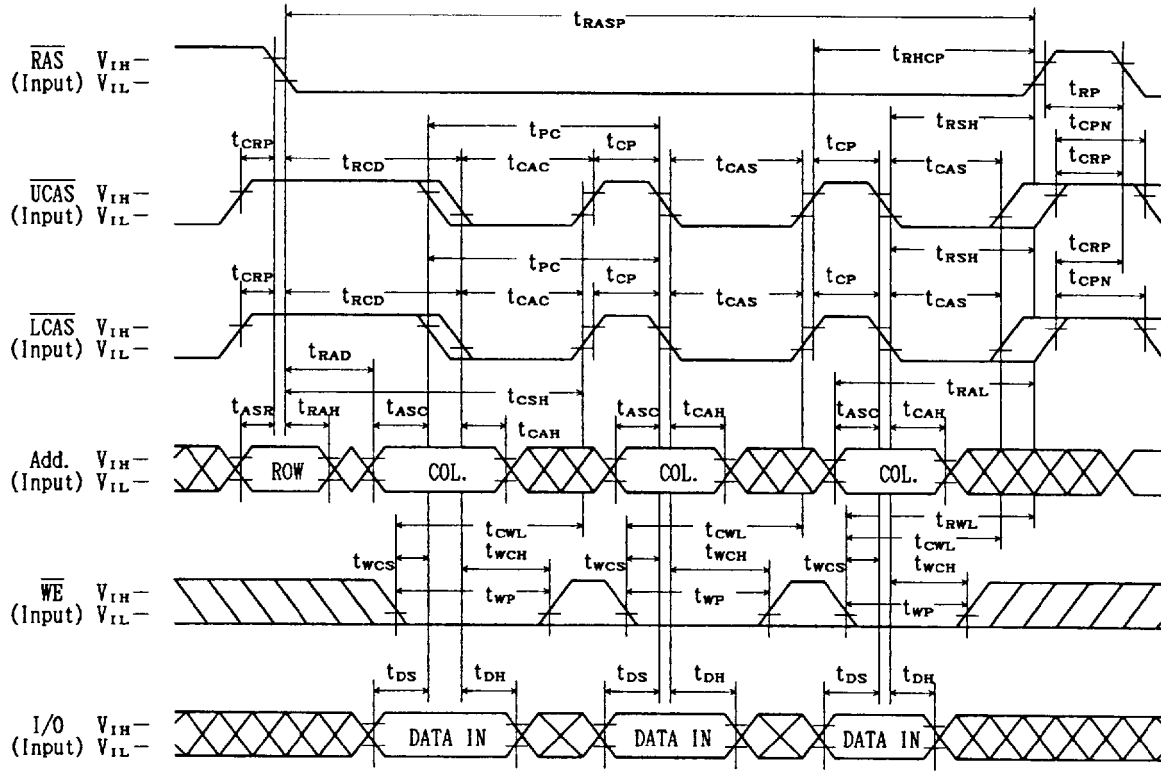 tRASP
RAS VIH
(Input) VIL
tRHCP
tRP
tRSH
tCPN
tCRP
tCRP
tRCD
tPC
tCAC
tCP
tCAS
tCP
tCAS
UCAS VIH
(Input) VIL
tCRP
tRCD
tPC
tCAC
tCP
tCAS
tCP
tRSH
tCAS
tCRP
tCPN
LCAS VIH
(Input) VIL
tRAD
tCSH
tRAL
tASR
tRAH
tASC
tCAH
tASC
tCAH
tASC
tCAH
Add. VIH
(Input) VIL
ROW
COL.
COL.
COL.
tCWL
tCWL
tRWL
tCWL
tWCS
tWCH
tWCS
tWCH
tWCS
tWCH
WE VIH
(Input) VIL
tWP
tWP
tWP
tDS
tDH
tDS
tDH
tDS
tDH
I/O VIH
(Input) VIL
DATA IN
DATA IN
DATA IN